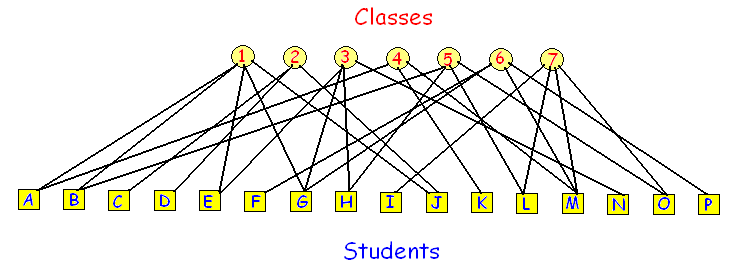 Classes
1 2 3 4 5 6 7
A B C D E F G H I J K L M N O P
Students